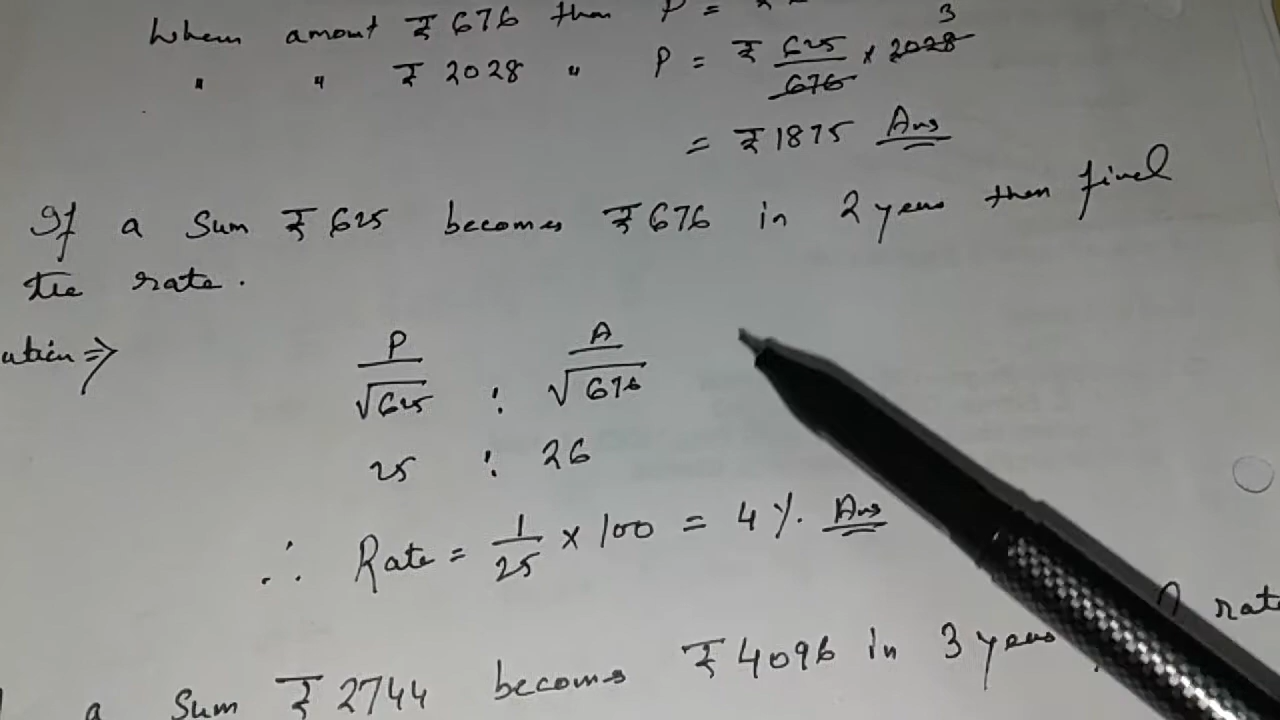 When amount ₹ 676 then P = ₹
" " ₹ 2028 " P = ₹ 625/676 × 2028 3
= ₹ 1875 Ans
If a sum ₹ 625 becomes ₹ 676 in 2 years then find
the rate.
ution ⇒ P A
√625 : √676
25 : 26
∴ Rate = 1/25 × 100 = 4 %. Ans
a sum ₹ 2744 becomes ₹ 4096 in 3 years rate